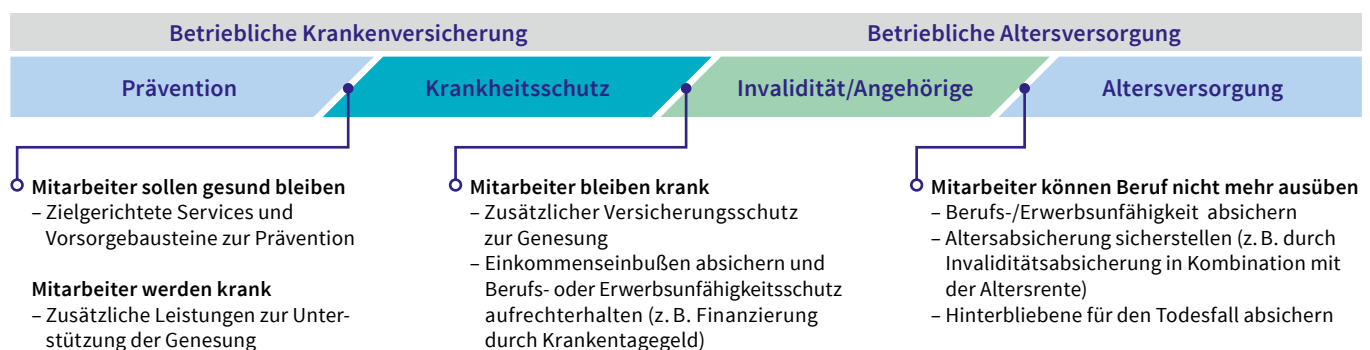 Betriebliche Krankenversicherung
Betriebliche Altersversorgung
Prävention
Krankheitsschutz
Invalidität/Angehörige
Altersversorgung
Mitarbeiter sollen gesund bleiben
– Zielgerichtete Services und
Vorsorgebausteine zur Prävention
Mitarbeiter werden krank
– Zusätzliche Leistungen zur Unter-
stützung der Genesung
Mitarbeiter bleiben krank
– Zusätzlicher Versicherungsschutz
zur Genesung
– Einkommenseinbußen absichern und
Berufs- oder Erwerbsunfähigkeitsschutz
aufrechterhalten (z. B. Finanzierung
durch Krankentagegeld)
Mitarbeiter können Beruf nicht mehr ausüben
– Berufs-/Erwerbsunfähigkeit absichern
– Altersabsicherung sicherstellen (z. B. durch
Invaliditätsabsicherung in Kombination mit
der Altersrente)
– Hinterbliebene für den Todesfall absichern